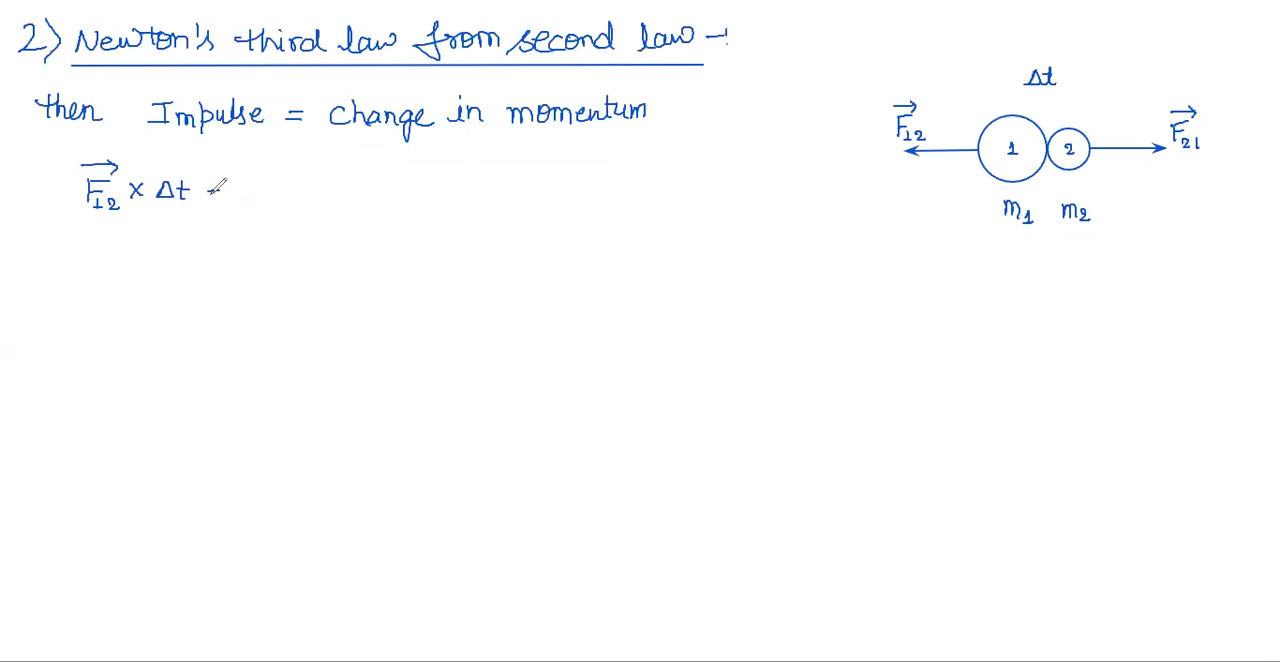 2) Newton's third law from second law -
then Impulse = change in momentum
F₁₂ × Δt
Δt
F₁₂
1
2
F₂₁
m₁ m₂